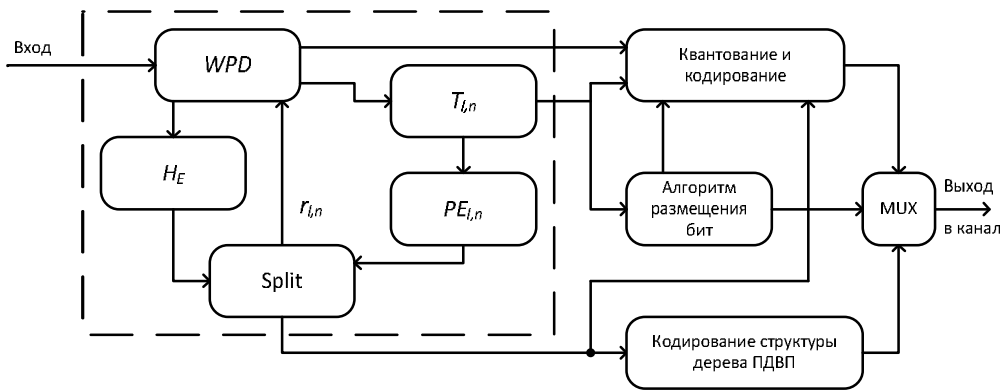 Вход
WPD
Квантование и
кодирование
T_{l,n}
H_E
PE_{l,n}
r_{l,n}
Алгоритм
размещения
бит
MUX
Выход
в канал
Split
Кодирование структуры
дерева ПДВП